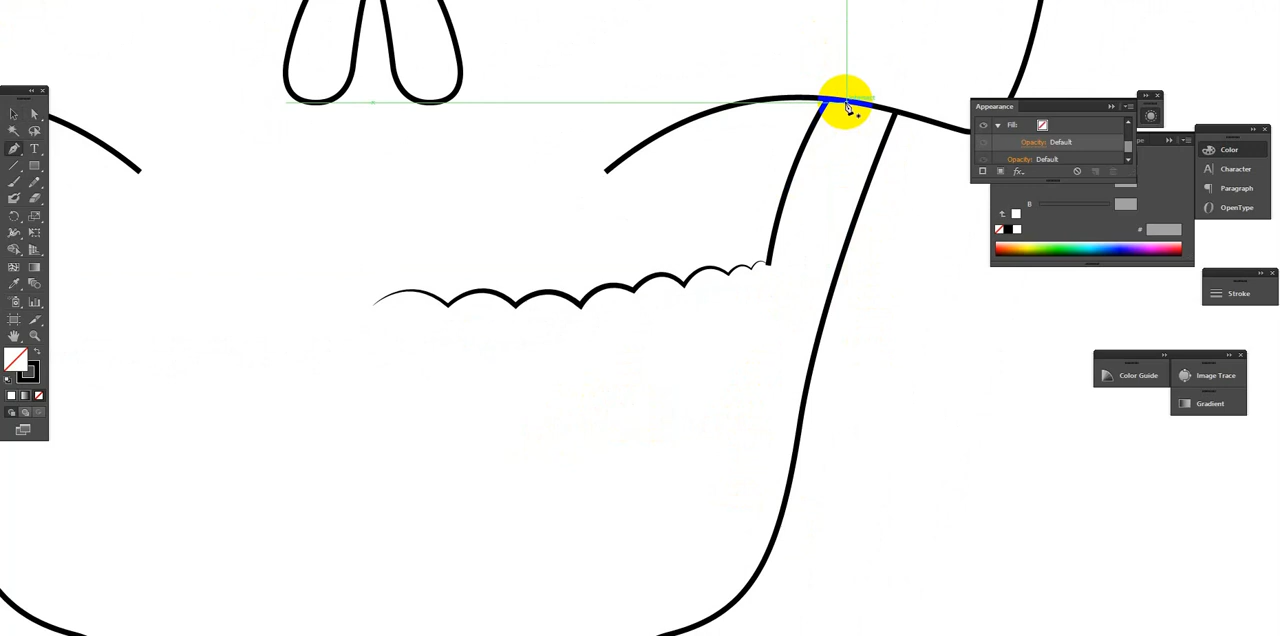 Appearance
Fill:
Opacity: Default
Opacity: Default
fx
B
#
Color
Character
Paragraph
OpenType
Stroke
Color Guide
Image Trace
Gradient